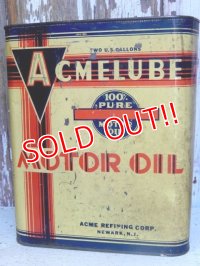 TWO U.S. GALLONS
ACMELUBE
100% PURE
SOLD OUT!!
MOTOR OIL
ACME REFINING CORP.
NEWARK, N.J.